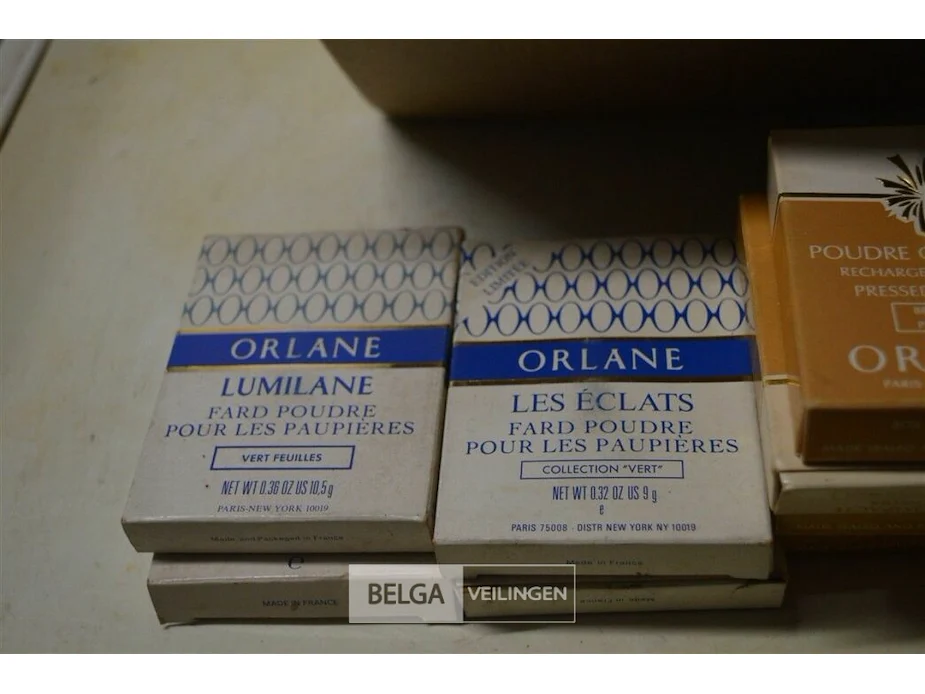 ORLANE
LUMILANE
FARD POUDRE
POUR LES PAUPIÈRES
VERT FEUILLES
NET WT 0.36 OZ US 10,5 g
PARIS-NEW YORK 10019
Made and Packaged in France
e
MADE IN FRANCE
EDITION
LIMITÉE
ORLANE
LES ÉCLATS
FARD POUDRE
POUR LES PAUPIÈRES
COLLECTION "VERT"
NET WT 0.32 OZ US 9 g
e
PARIS 75008 - DISTR NEW YORK NY 10019
Made in France
POUDRE
RECHARGE
PRESSED
OR
PARIS
BELGA VEILINGEN